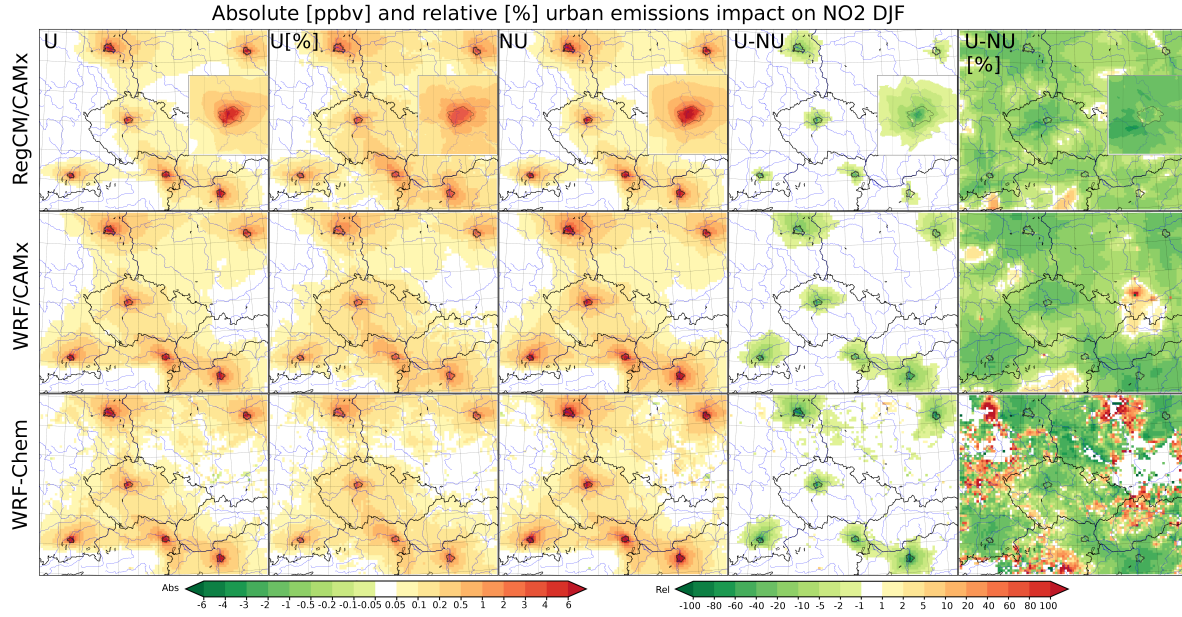 Absolute [ppbv] and relative [%] urban emissions impact on NO2 DJF
U
U[%]
NU
U-NU
U-NU
[%]
RegCM/CAMx
WRF/CAMx
WRF-Chem
Abs
-6 -4 -3 -2 -1 -0.5 -0.2 -0.1 -0.05 0.05 0.1 0.2 0.5 1 2 3 4 6
Rel
-100 -80 -60 -40 -20 -10 -5 -2 -1 1 2 5 10 20 40 60 80 100